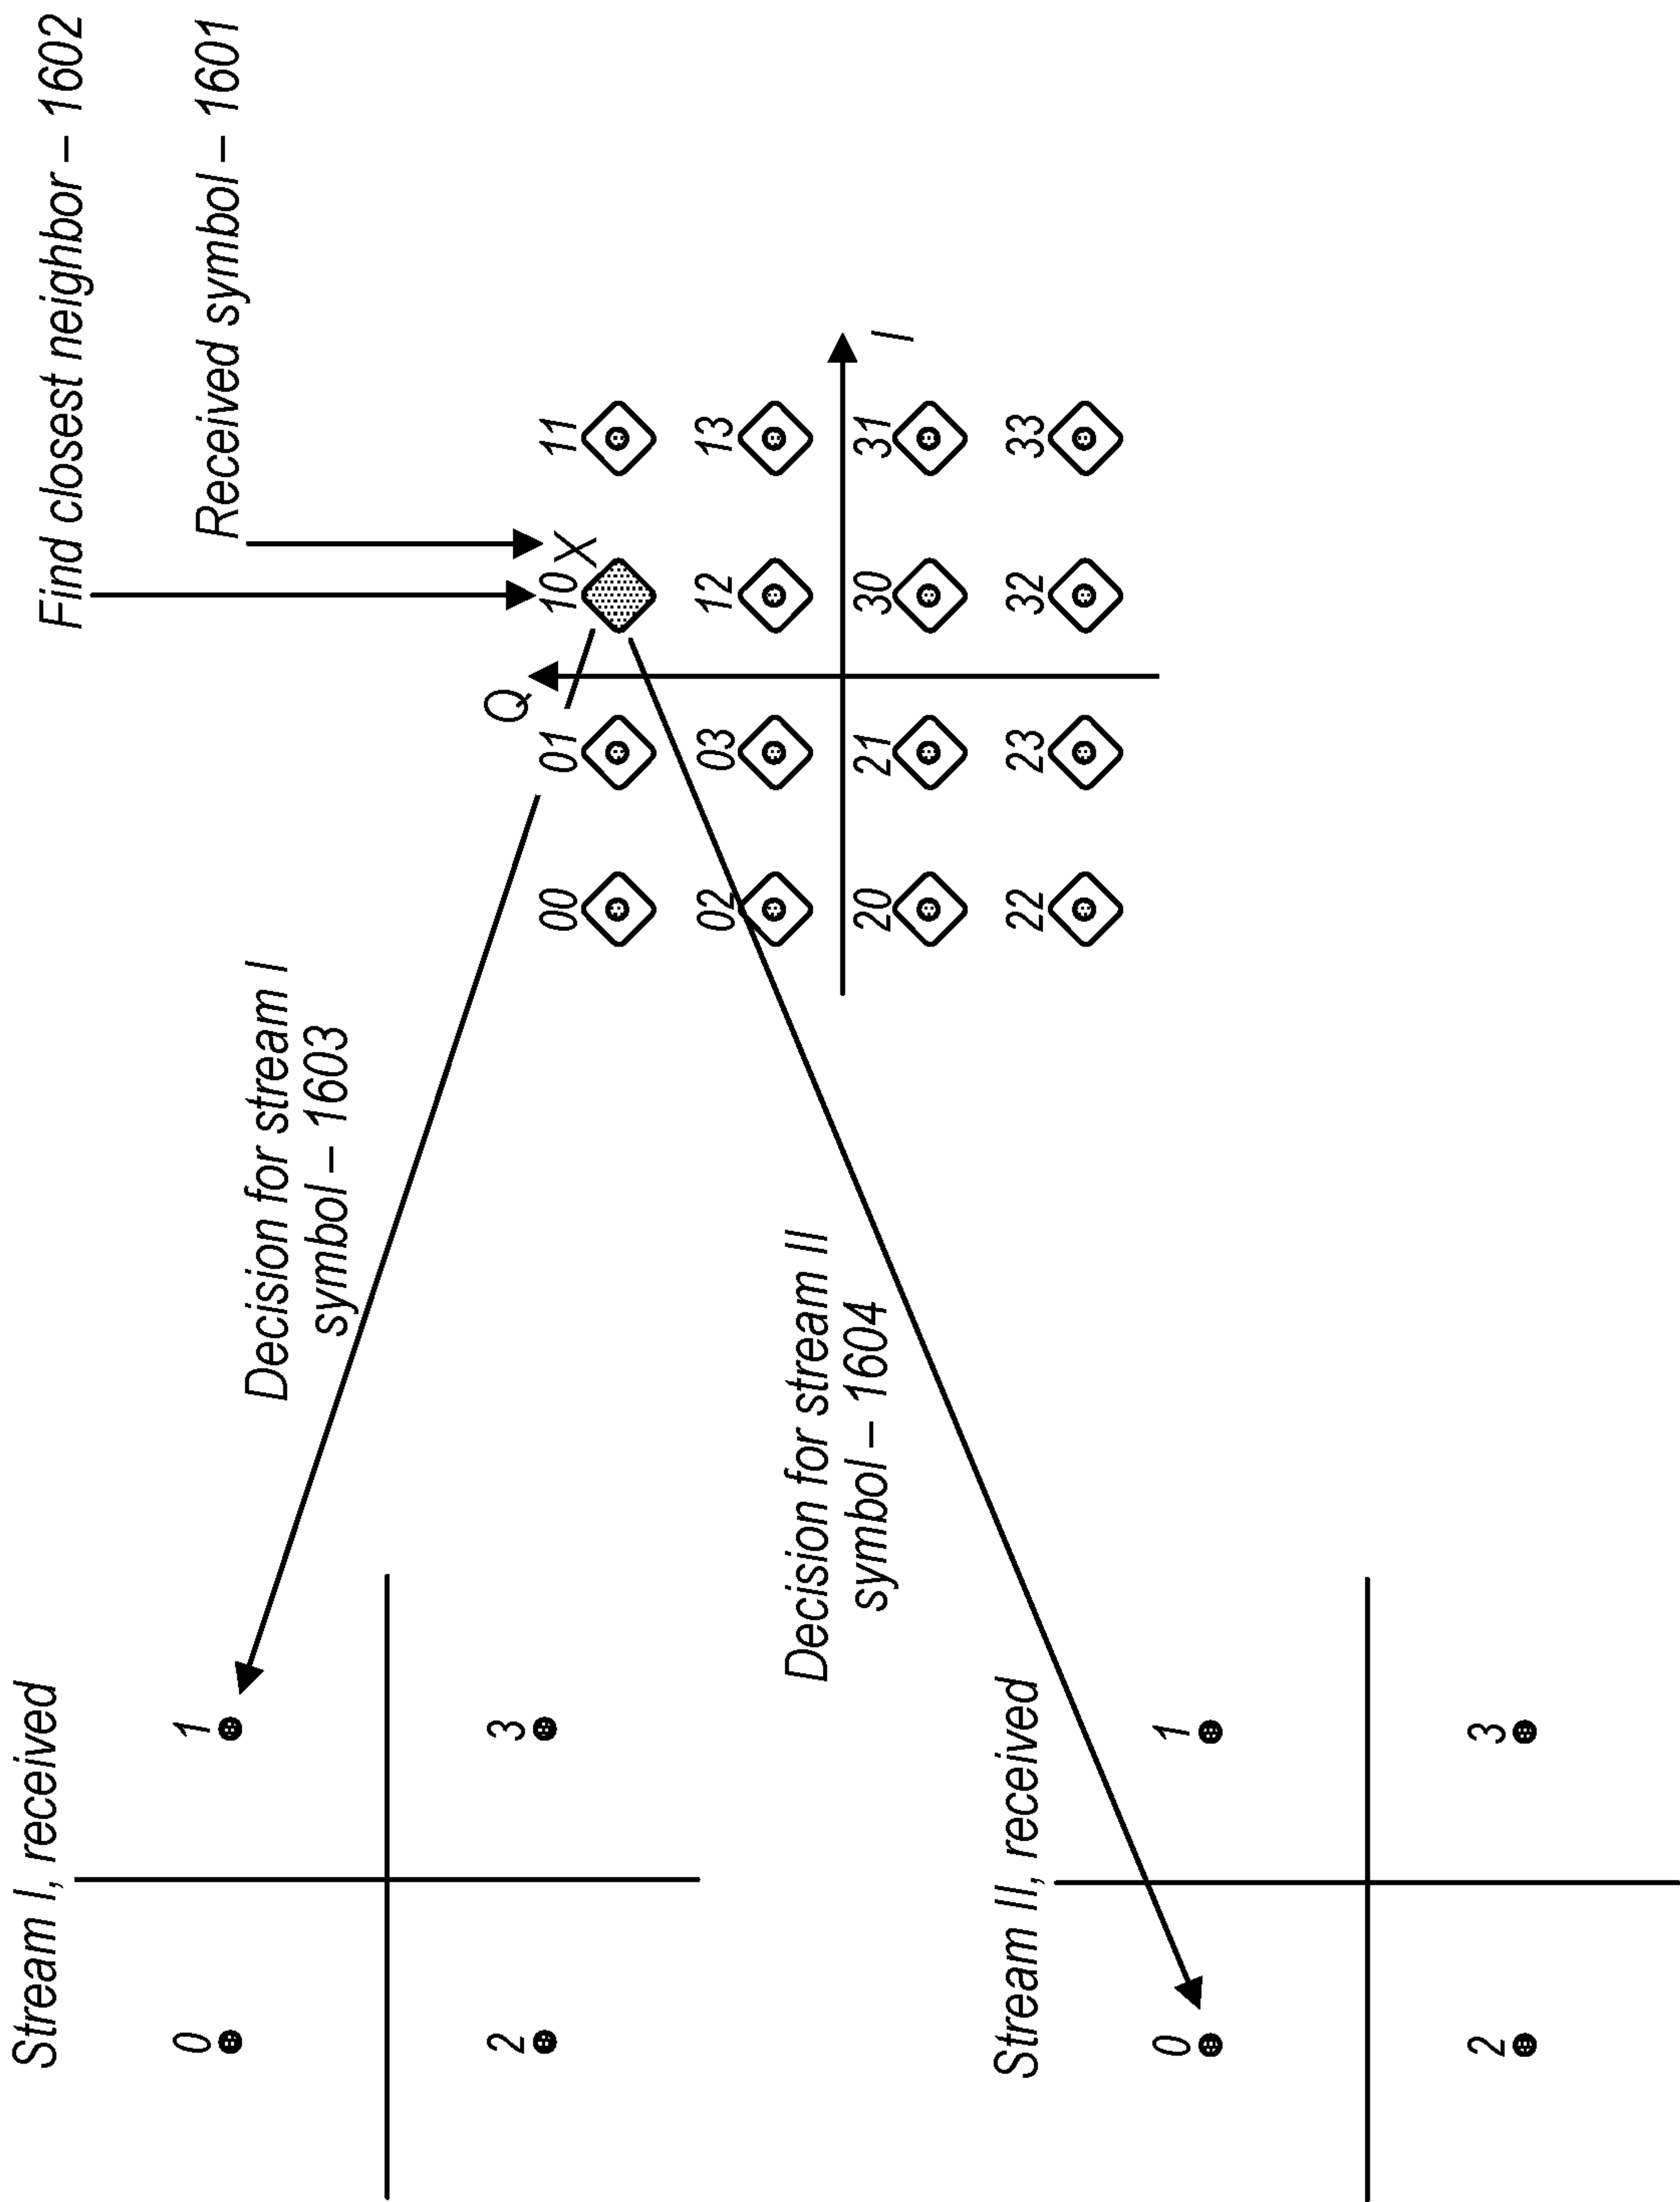 Stream I, received
0 1
2 3
Decision for stream I
symbol – 1603
Find closest neighbor – 1602
Received symbol – 1601
Q
00 01 10 X 11
02 03 12 13
20 21 30 31
I
22 23 32 33
Decision for stream II
symbol – 1604
Stream II, received
0 1
2 3